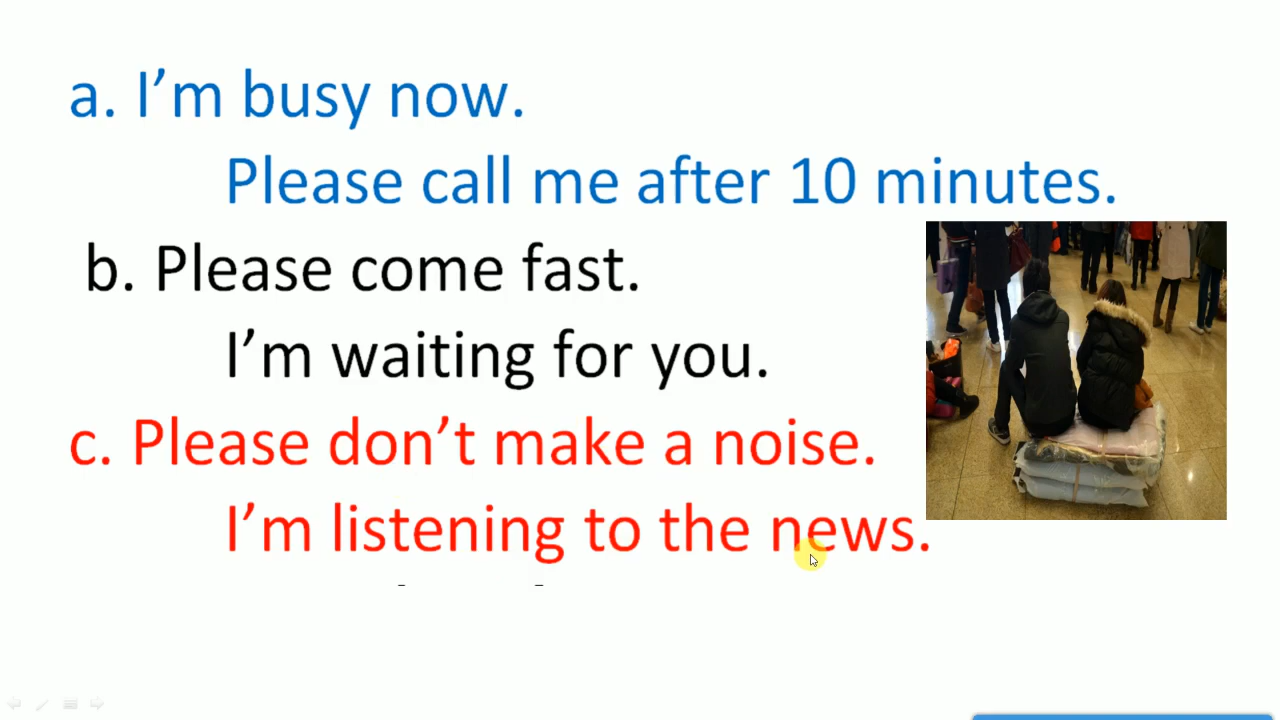 a. I’m busy now.
Please call me after 10 minutes.
b. Please come fast.
I’m waiting for you.
c. Please don’t make a noise.
I’m listening to the news.